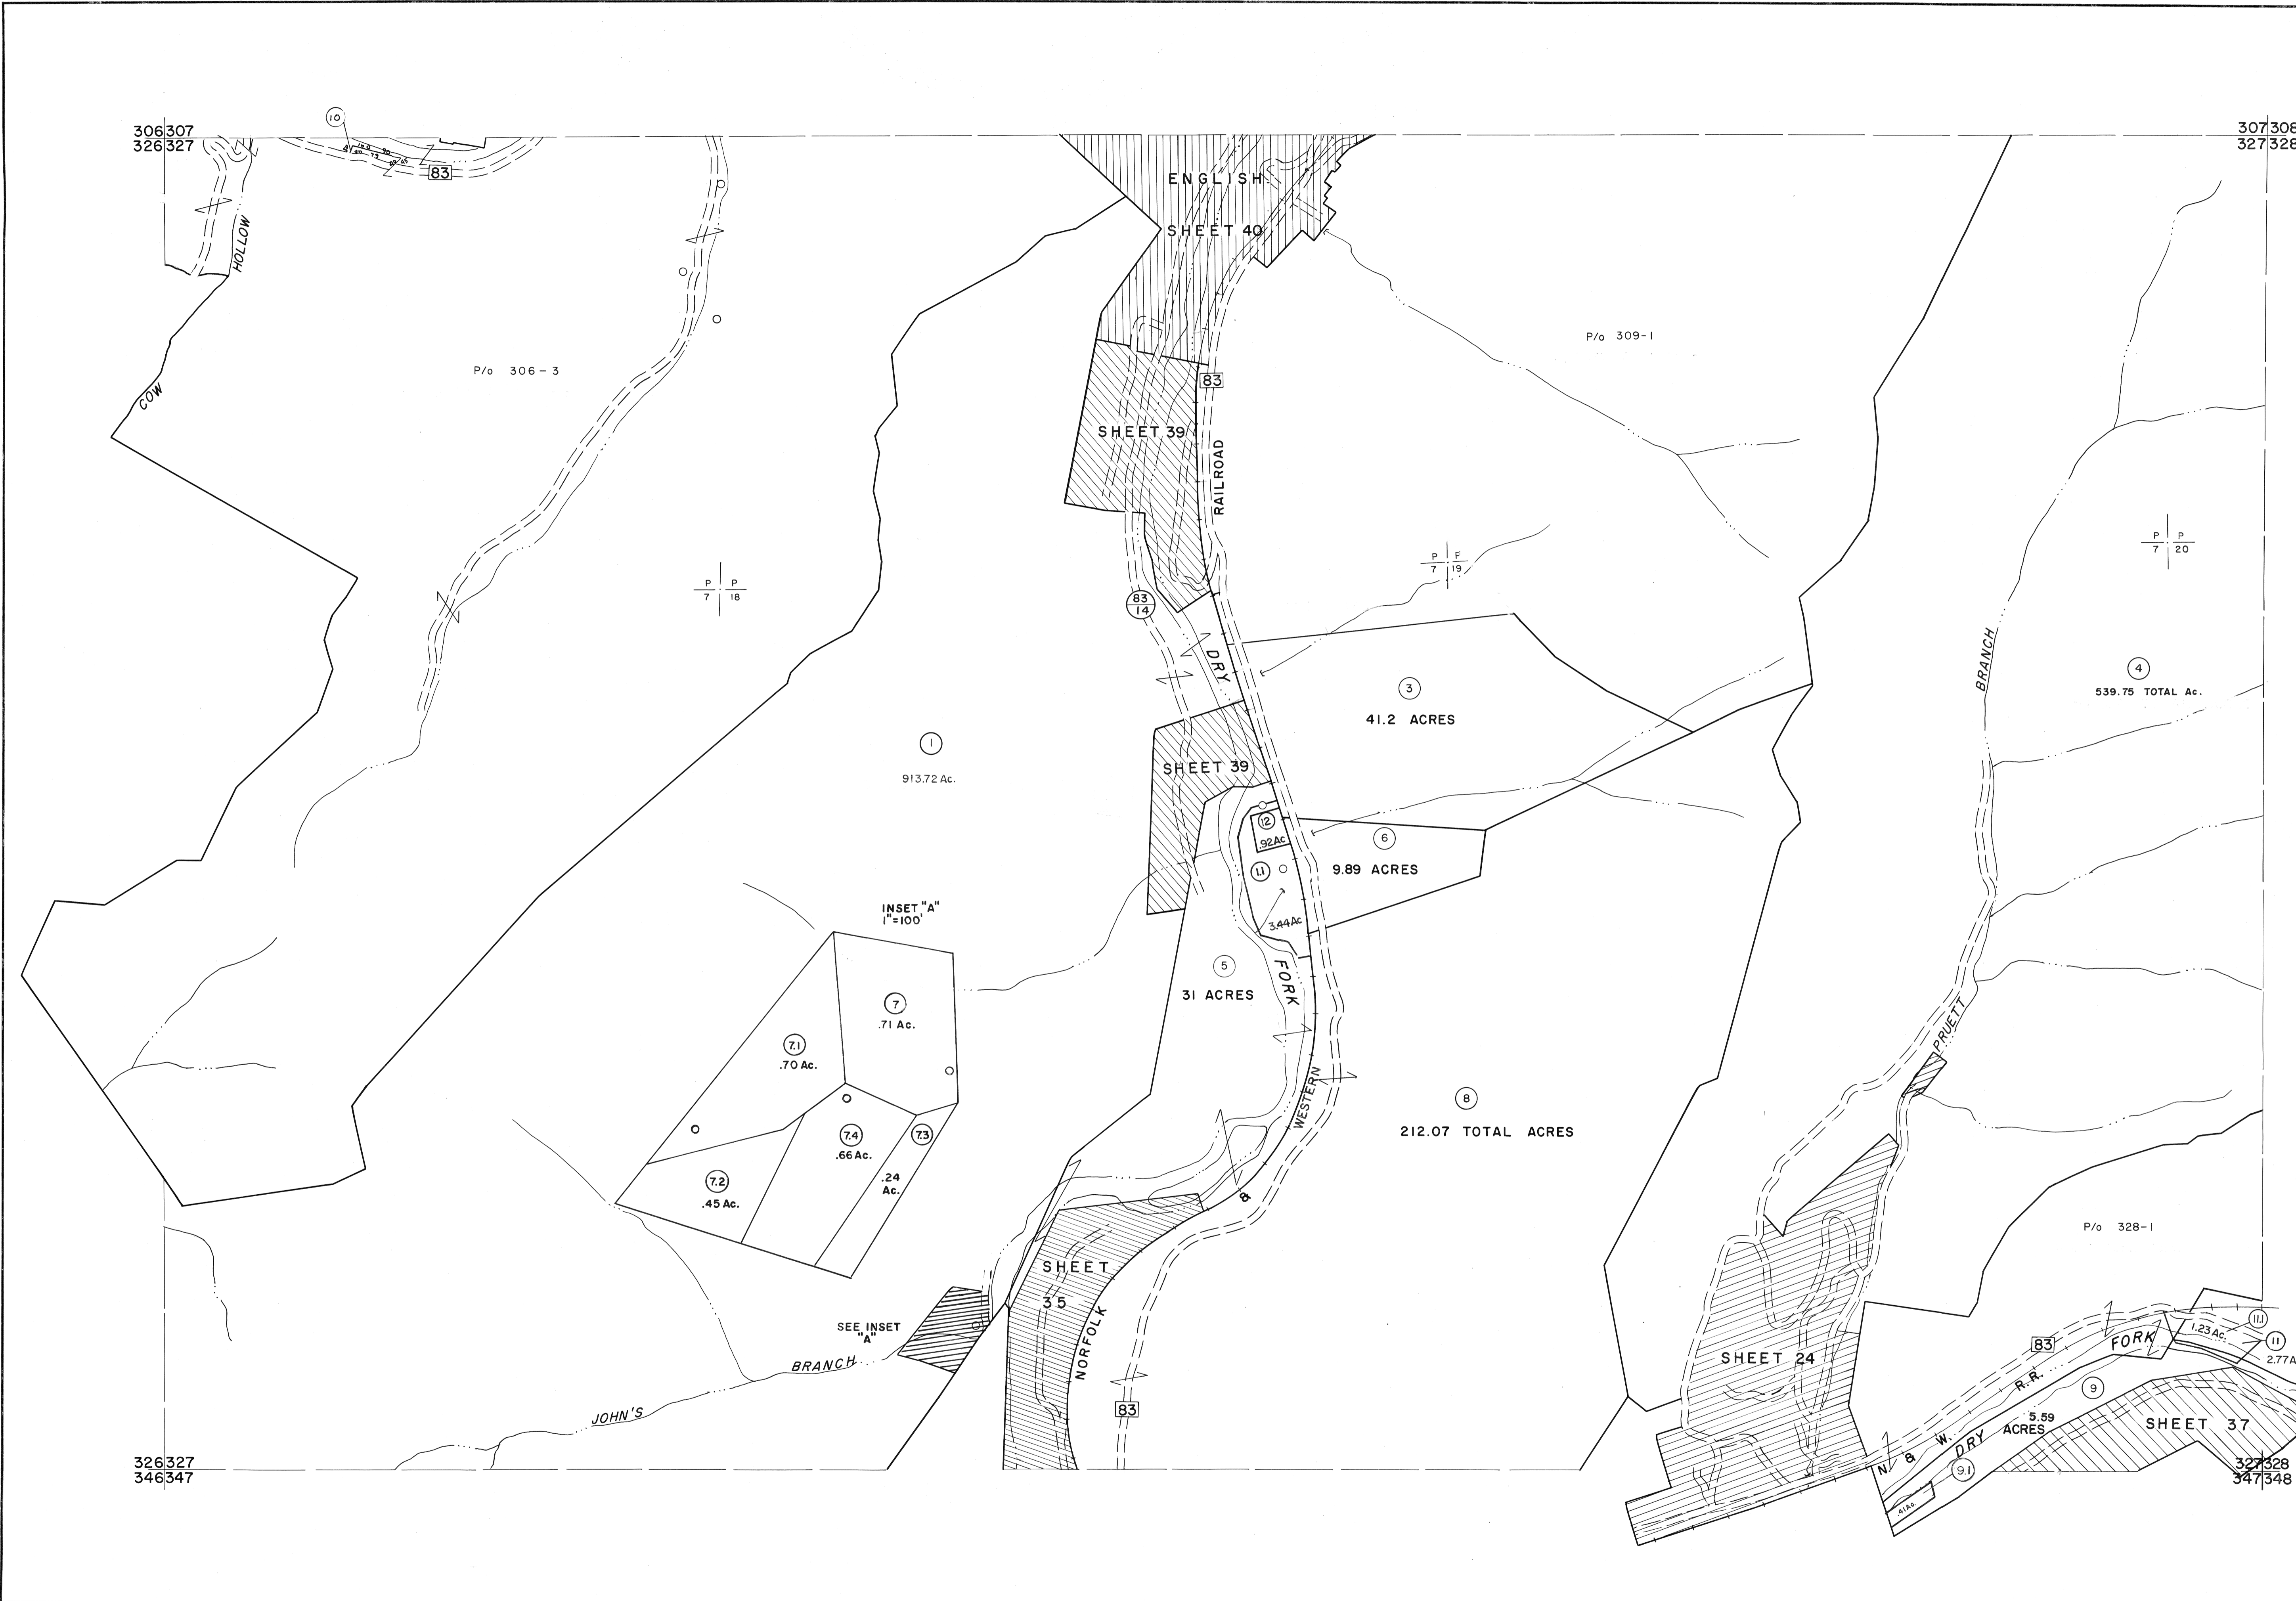 306 307
326 327
10
83
307 308
327 328
ENGLISH
SHEET 40
HOLLOW
COW
P/o 306-3
P/o 309-1
83
SHEET 39
RAILROAD
P P
7 18
P P
7 20
83
14
DRY
BRANCH
3
41.2 ACRES
4
539.75 TOTAL Ac.
1
913.72 Ac.
SHEET 39
12
.92 Ac
6
9.89 ACRES
1.1
3.44 Ac
INSET "A"
1"=100'
5
31 ACRES
FORK
7
.71 Ac.
7.1
.70 Ac.
PRUETT
WESTERN
8
212.07 TOTAL ACRES
7.4
.66 Ac.
7.3
.24
Ac.
7.2
.45 Ac.
&
P/o 328-1
SHEET
35
NORFOLK
SEE INSET
"A"
BRANCH
JOHN'S
83
SHEET 24
83
FORK
1.23 Ac.
11.1
11
2.77A
R.R.
9
5.59
ACRES
SHEET 37
N. & W.
DRY
9.1
.41 Ac.
326 327
346 347
327 328
347 348